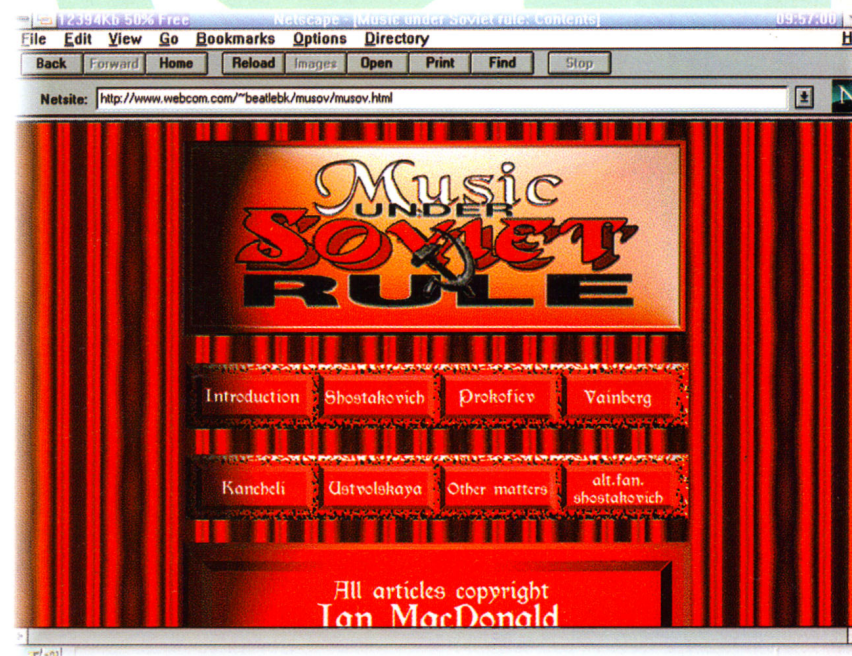 12394Kb 50% Free Netscape - [Music under Soviet rule: Contents] 09:57:00
File Edit View Go Bookmarks Options Directory
Back Forward Home Reload Images Open Print Find Stop
Netsite: http://www.webcom.com/~beatlebk/musov/musov.html N
Music
UNDER
SOVIET
RULE
Introduction Shostakovich Prokofiev Vainberg
Kancheli Ustvolskaya Other matters alt.fan.shostakovich
All articles copyright
Ian MacDonald